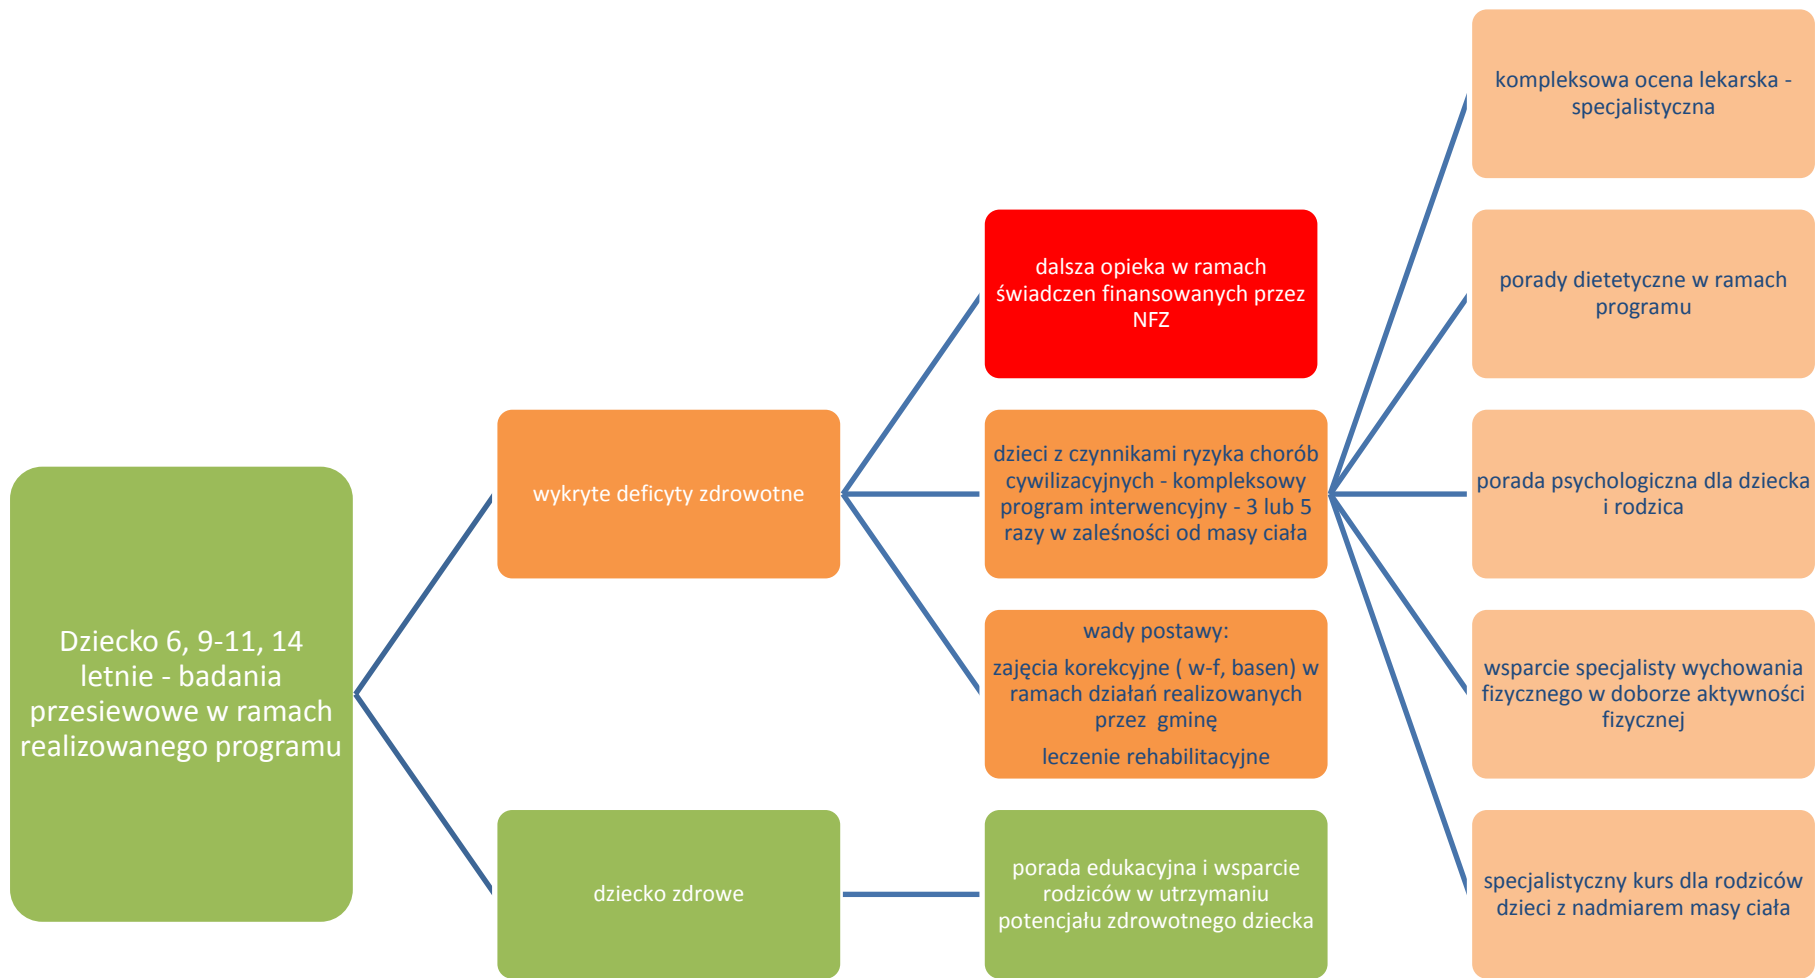 Dziecko 6, 9-11, 14
letnie - badania
przesiewowe w ramach
realizowanego programu
wykryte deficyty zdrowotne
dziecko zdrowe
dalsza opieka w ramach
świadczen finansowanych przez
NFZ
dzieci z czynnikami ryzyka chorób
cywilizacyjnych - kompleksowy
program interwencyjny - 3 lub 5
razy w zaleśności od masy ciała
wady postawy:
zajęcia korekcyjne ( w-f, basen) w
ramach działań realizowanych
przez gminę
leczenie rehabilitacyjne
porada edukacyjna i wsparcie
rodziców w utrzymaniu
potencjału zdrowotnego dziecka
kompleksowa ocena lekarska -
specjalistyczna
porady dietetyczne w ramach
programu
porada psychologiczna dla dziecka
i rodzica
wsparcie specjalisty wychowania
fizycznego w doborze aktywności
fizycznej
specjalistyczny kurs dla rodziców
dzieci z nadmiarem masy ciała